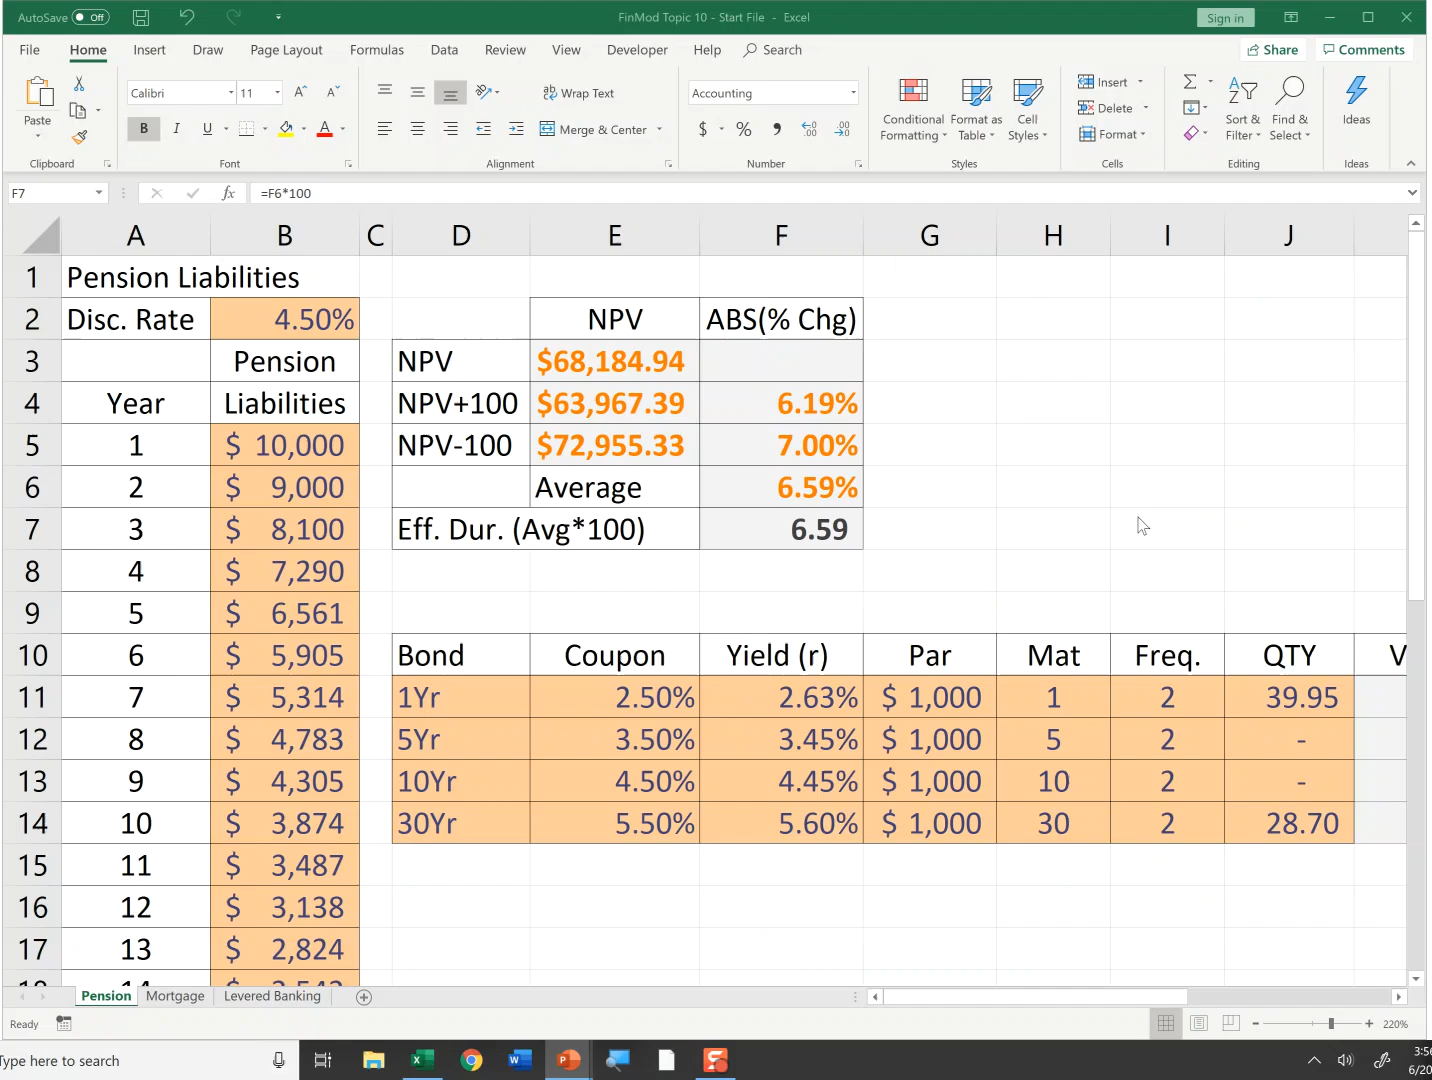 AutoSave Off
FinMod Topic 10 - Start File - Excel
Sign in
File Home Insert Draw Page Layout Formulas Data Review View Developer Help Search Share Comments
Paste
Clipboard
Calibri 11
B I U
Font
Wrap Text
Merge & Center
Alignment
Accounting
$ % ,
Number
Conditional Formatting
Format as Table
Cell Styles
Styles
Insert
Delete
Format
Cells
Sort & Filter
Find & Select
Editing
Ideas
Ideas
F7 fx =F6*100
A B C D E F G H I J
1 Pension Liabilities
2 Disc. Rate 4.50% NPV ABS(% Chg)
3 Pension NPV $68,184.94
4 Year Liabilities NPV+100 $63,967.39 6.19%
5 1 $ 10,000 NPV-100 $72,955.33 7.00%
6 2 $ 9,000 Average 6.59%
7 3 $ 8,100 Eff. Dur. (Avg*100) 6.59
8 4 $ 7,290
9 5 $ 6,561
10 6 $ 5,905 Bond Coupon Yield (r) Par Mat Freq. QTY V
11 7 $ 5,314 1Yr 2.50% 2.63% $ 1,000 1 2 39.95
12 8 $ 4,783 5Yr 3.50% 3.45% $ 1,000 5 2 -
13 9 $ 4,305 10Yr 4.50% 4.45% $ 1,000 10 2 -
14 10 $ 3,874 30Yr 5.50% 5.60% $ 1,000 30 2 28.70
15 11 $ 3,487
16 12 $ 3,138
17 13 $ 2,824
Pension Mortgage Levered Banking
Ready
220%
Type here to search
3:5
6/20